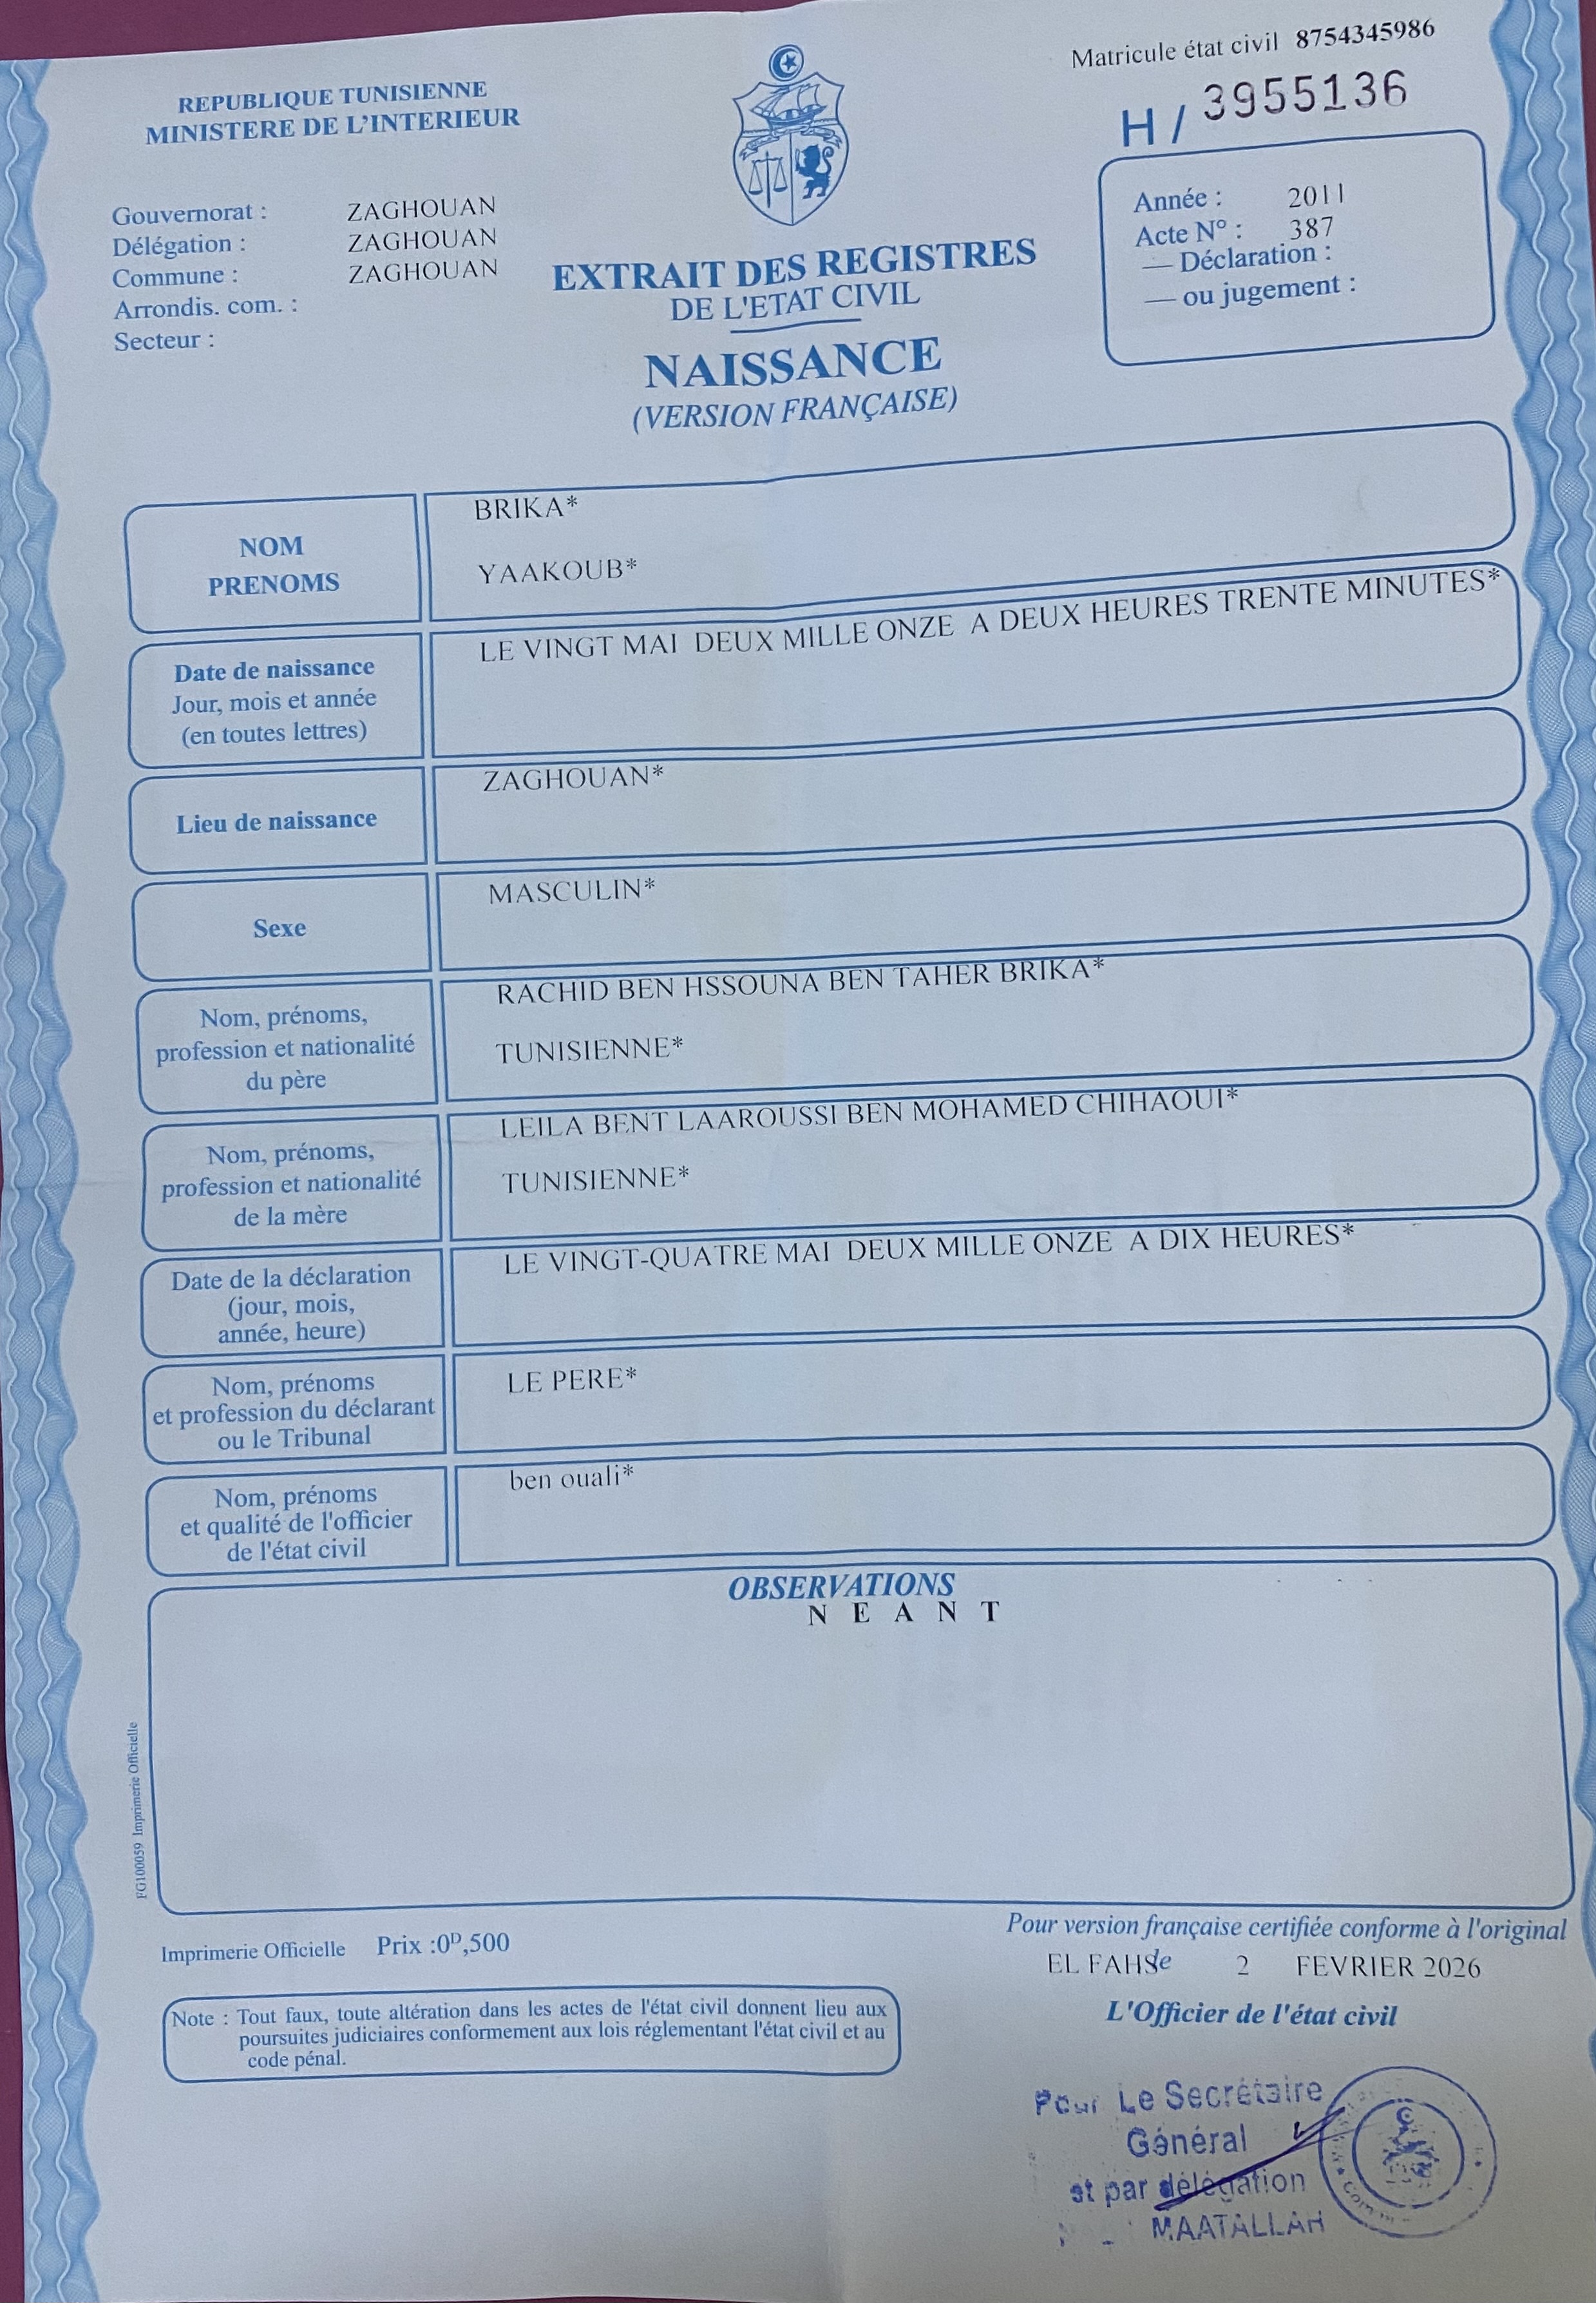 Matricule état civil 8754345986
REPUBLIQUE TUNISIENNE
MINISTERE DE L'INTERIEUR
H / 3955136
Gouvernorat : ZAGHOUAN
Délégation : ZAGHOUAN
Commune : ZAGHOUAN
Arrondis. com. :
Secteur :
EXTRAIT DES REGISTRES
DE L'ETAT CIVIL
NAISSANCE
(VERSION FRANÇAISE)
Année : 2011
Acte N° : 387
— Déclaration :
— ou jugement :
NOM
PRENOMS
BRIKA*
YAAKOUB*
Date de naissance
Jour, mois et année
(en toutes lettres)
LE VINGT MAI DEUX MILLE ONZE A DEUX HEURES TRENTE MINUTES*
Lieu de naissance
ZAGHOUAN*
Sexe
MASCULIN*
Nom, prénoms,
profession et nationalité
du père
RACHID BEN HSSOUNA BEN TAHER BRIKA*
TUNISIENNE*
Nom, prénoms,
profession et nationalité
de la mère
LEILA BENT LAAROUSSI BEN MOHAMED CHIHAOUI*
TUNISIENNE*
Date de la déclaration
(jour, mois,
année, heure)
LE VINGT-QUATRE MAI DEUX MILLE ONZE A DIX HEURES*
Nom, prénoms
et profession du déclarant
ou le Tribunal
LE PERE*
Nom, prénoms
et qualité de l'officier
de l'état civil
ben ouali*
OBSERVATIONS
N E A N T
FG100059 Imprimerie Officielle
Imprimerie Officielle Prix :0ᴰ,500
Pour version française certifiée conforme à l'original
EL FAHS le 2 FEVRIER 2026
L'Officier de l'état civil
Note : Tout faux, toute altération dans les actes de l'état civil donnent lieu aux
poursuites judiciaires conformement aux lois réglementant l'état civil et au
code pénal.
Pour Le Secrétaire
Général
et par délégation
MAATALLAH